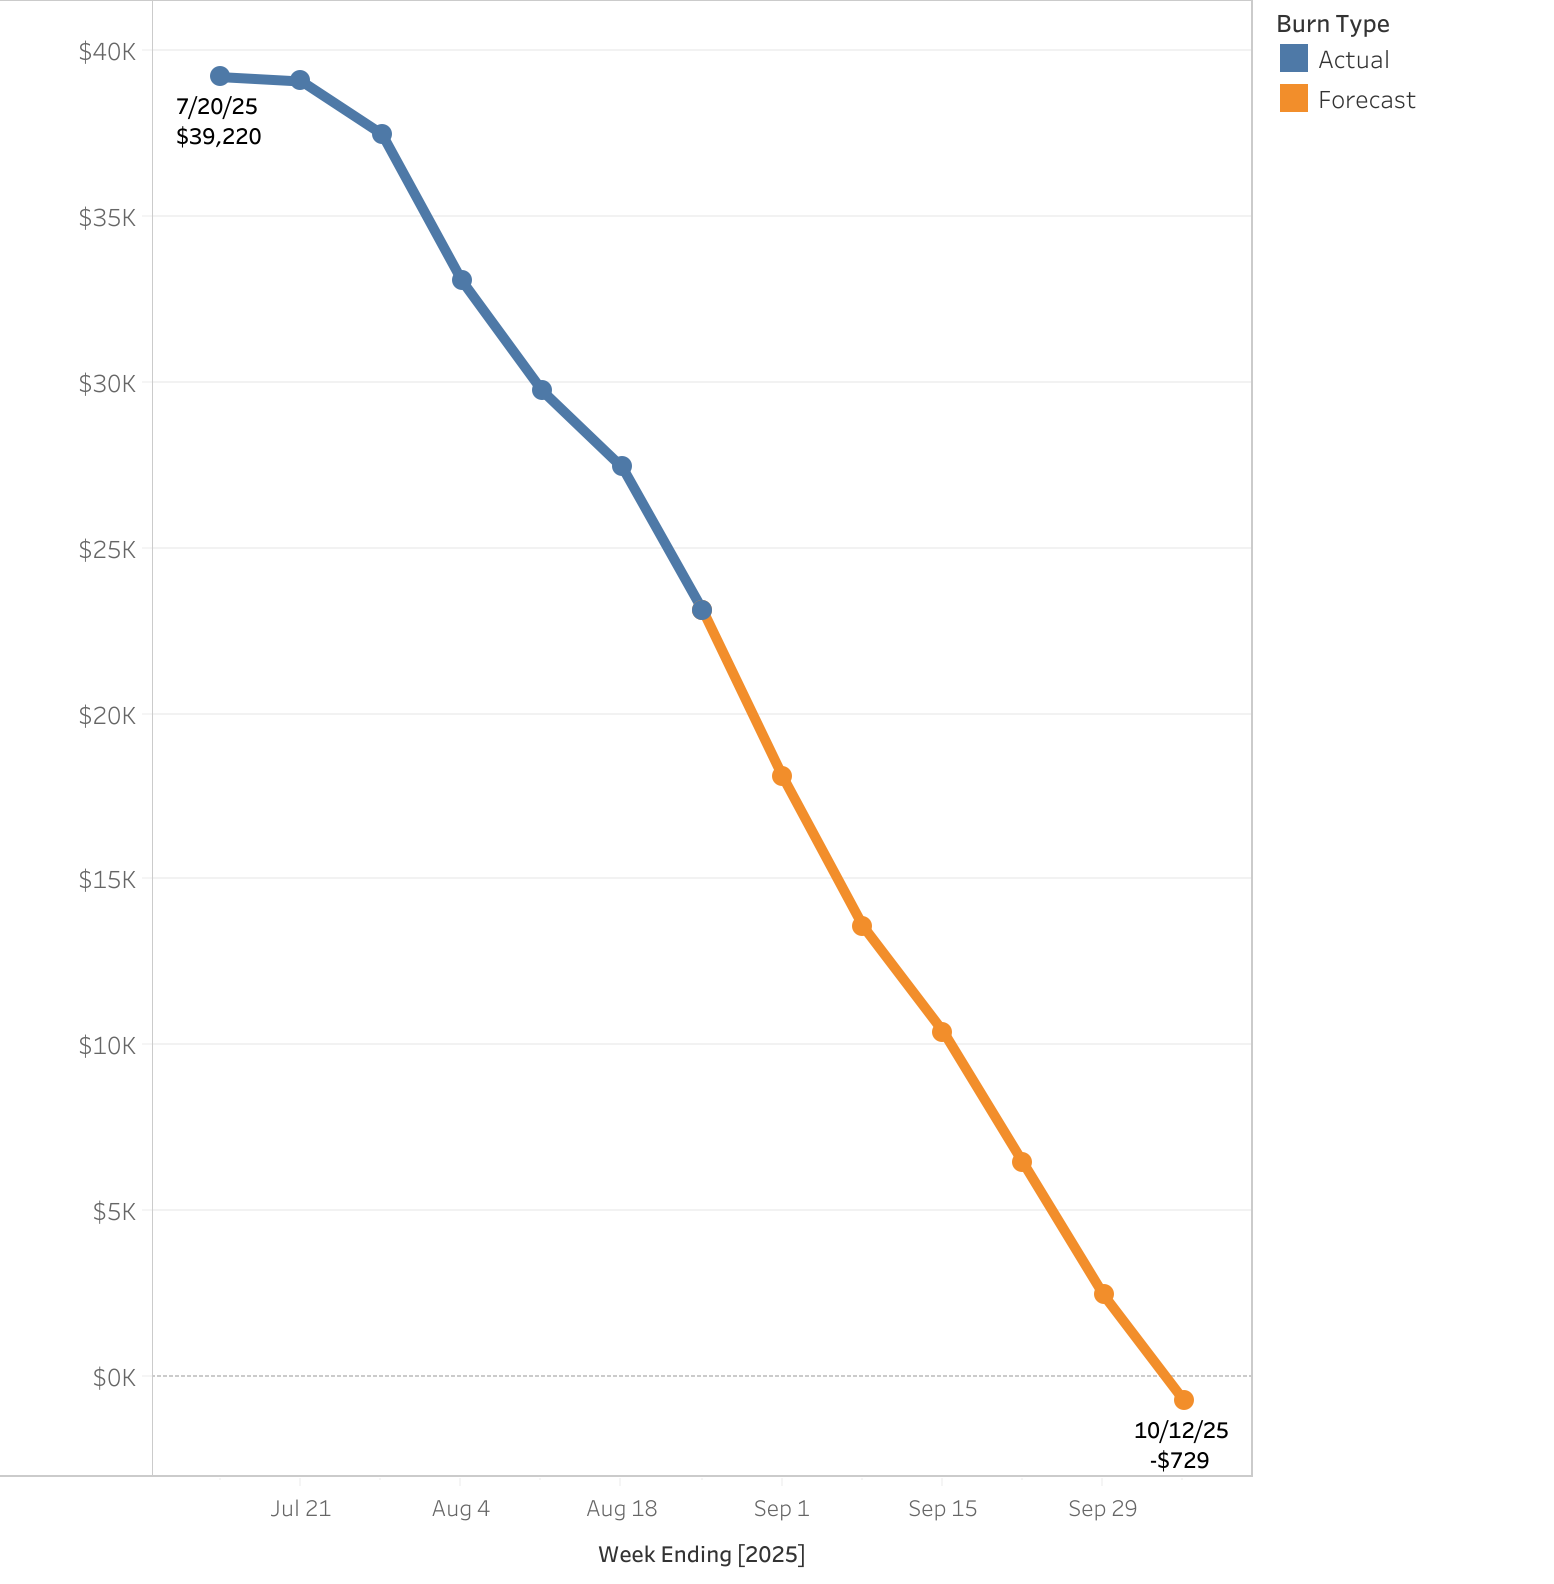 Burn Type
Actual
Forecast
$40K
$35K
$30K
$25K
$20K
$15K
$10K
$5K
$0K
7/20/25
$39,220
10/12/25
-$729
Jul 21
Aug 4
Aug 18
Sep 1
Sep 15
Sep 29
Week Ending [2025]